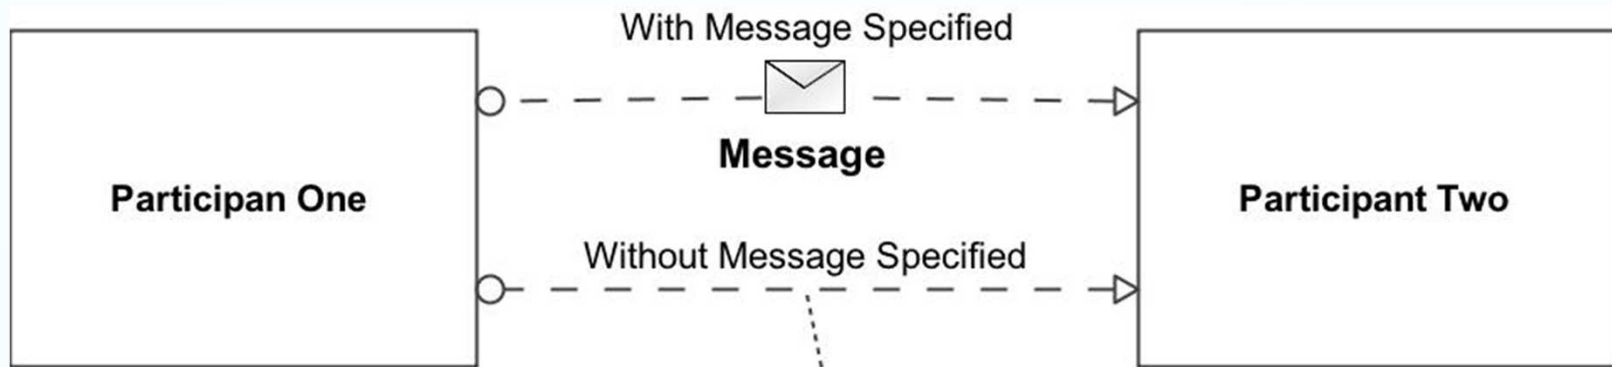 With Message Specified
Message
Participan One
Participant Two
Without Message Specified